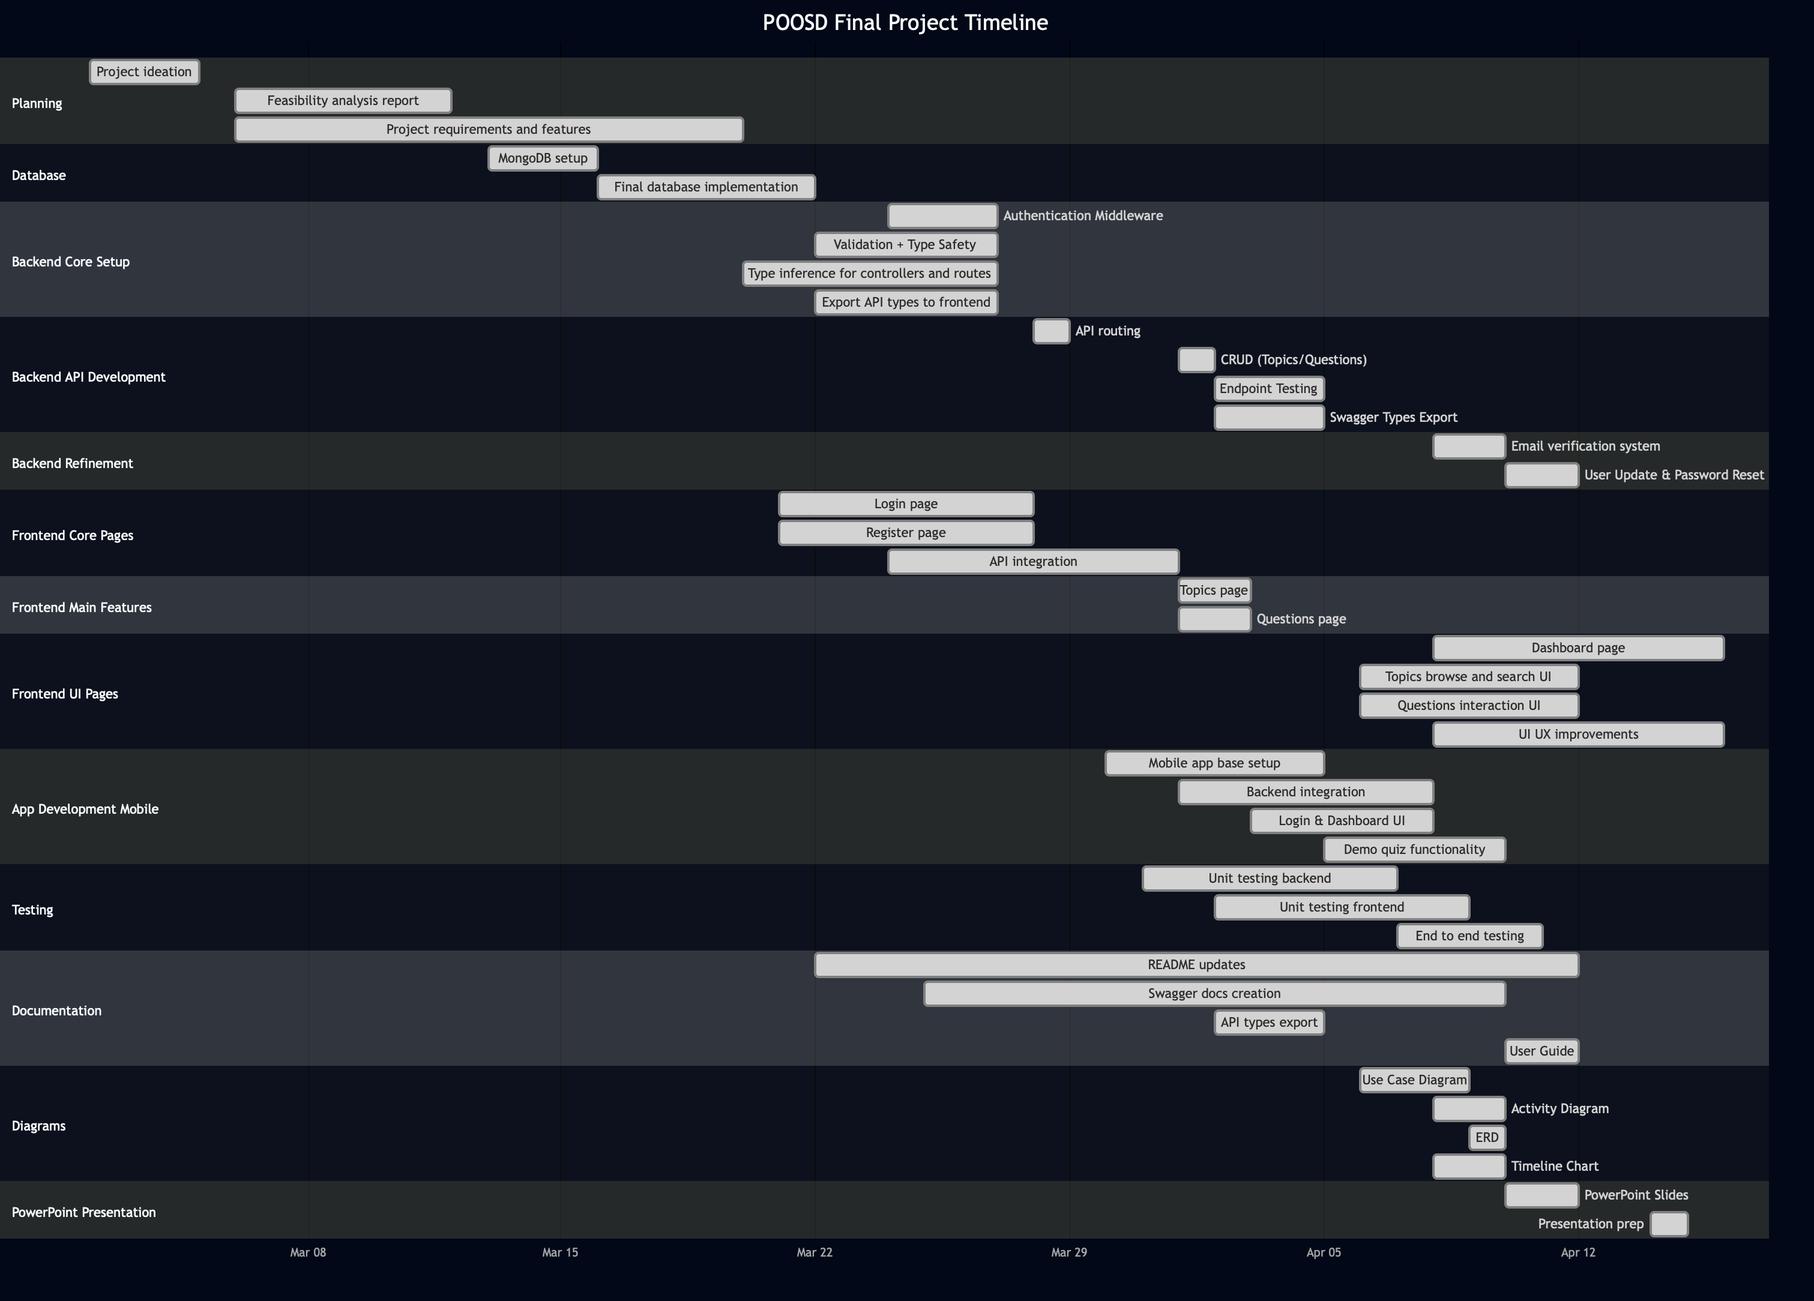 POOSD Final Project Timeline
Planning
Project ideation
Feasibility analysis report
Project requirements and features
Database
MongoDB setup
Final database implementation
Backend Core Setup
Authentication Middleware
Validation + Type Safety
Type inference for controllers and routes
Export API types to frontend
Backend API Development
API routing
CRUD (Topics/Questions)
Endpoint Testing
Swagger Types Export
Backend Refinement
Email verification system
User Update & Password Reset
Frontend Core Pages
Login page
Register page
API integration
Frontend Main Features
Topics page
Questions page
Frontend UI Pages
Dashboard page
Topics browse and search UI
Questions interaction UI
UI UX improvements
App Development Mobile
Mobile app base setup
Backend integration
Login & Dashboard UI
Demo quiz functionality
Testing
Unit testing backend
Unit testing frontend
End to end testing
Documentation
README updates
Swagger docs creation
API types export
User Guide
Diagrams
Use Case Diagram
Activity Diagram
ERD
Timeline Chart
PowerPoint Presentation
PowerPoint Slides
Presentation prep
Mar 08 Mar 15 Mar 22 Mar 29 Apr 05 Apr 12